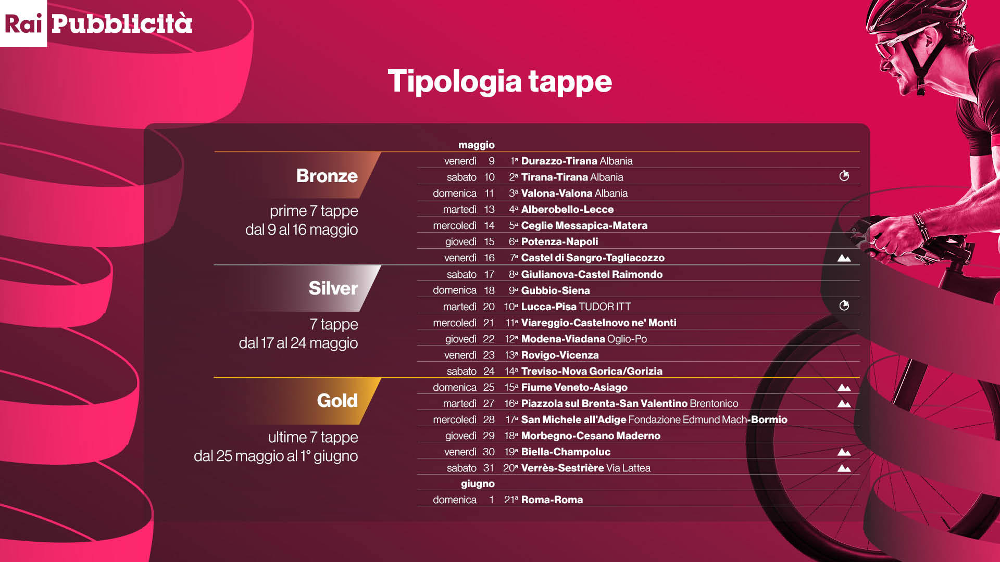 Rai Pubblicità
Tipologia tappe
maggio
Bronze
prime 7 tappe
dal 9 al 16 maggio
venerdì 9 1ª Durazzo-Tirana Albania
sabato 10 2ª Tirana-Tirana Albania
domenica 11 3ª Valona-Valona Albania
martedì 13 4ª Alberobello-Lecce
mercoledì 14 5ª Ceglie Messapica-Matera
giovedì 15 6ª Potenza-Napoli
venerdì 16 7ª Castel di Sangro-Tagliacozzo
Silver
7 tappe
dal 17 al 24 maggio
sabato 17 8ª Giulianova-Castel Raimondo
domenica 18 9ª Gubbio-Siena
martedì 20 10ª Lucca-Pisa TUDOR ITT
mercoledì 21 11ª Viareggio-Castelnovo ne' Monti
giovedì 22 12ª Modena-Viadana Oglio-Po
venerdì 23 13ª Rovigo-Vicenza
sabato 24 14ª Treviso-Nova Gorica/Gorizia
Gold
ultime 7 tappe
dal 25 maggio al 1° giugno
domenica 25 15ª Fiume Veneto-Asiago
martedì 27 16ª Piazzola sul Brenta-San Valentino Brentonico
mercoledì 28 17ª San Michele all'Adige Fondazione Edmund Mach-Bormio
giovedì 29 18ª Morbegno-Cesano Maderno
venerdì 30 19ª Biella-Champoluc
sabato 31 20ª Verrès-Sestrière Via Lattea
giugno
domenica 1 21ª Roma-Roma